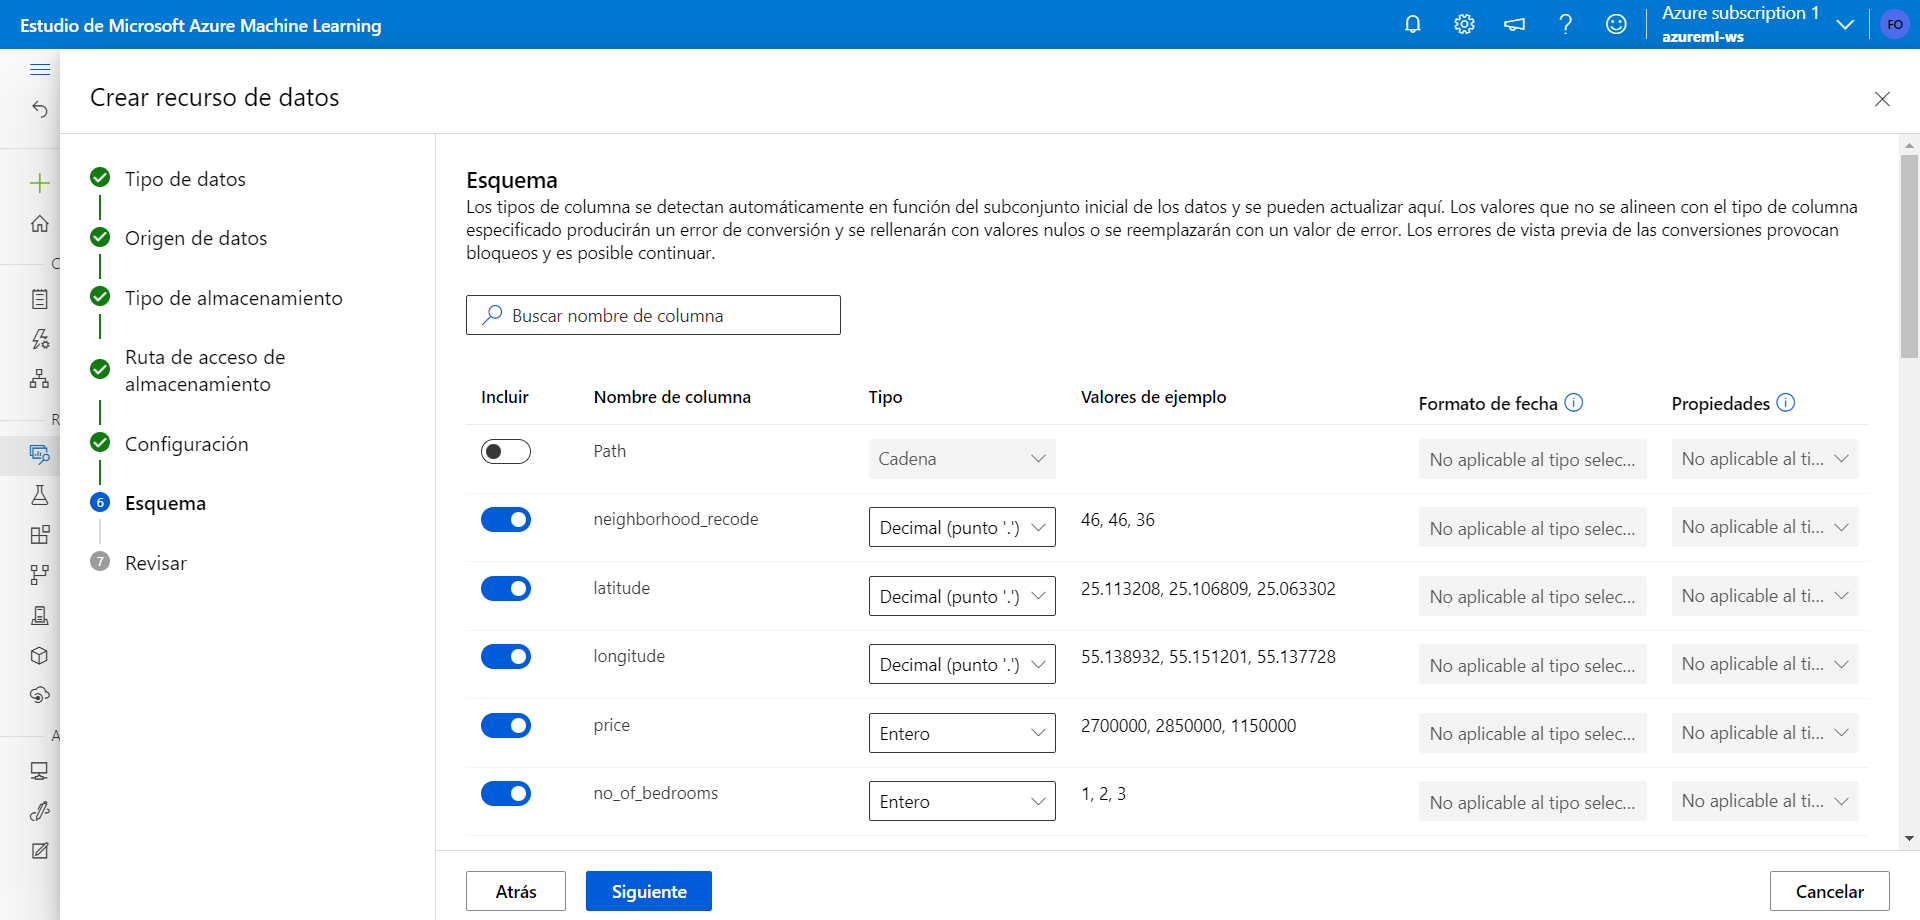 Estudio de Microsoft Azure Machine Learning
Azure subscription 1
azureml-ws
FO
Crear recurso de datos
Tipo de datos
Origen de datos
Tipo de almacenamiento
Ruta de acceso de
almacenamiento
Configuración
6 Esquema
7 Revisar
Esquema
Los tipos de columna se detectan automáticamente en función del subconjunto inicial de los datos y se pueden actualizar aquí. Los valores que no se alineen con el tipo de columna
especificado producirán un error de conversión y se rellenarán con valores nulos o se reemplazarán con un valor de error. Los errores de vista previa de las conversiones provocan
bloqueos y es posible continuar.
Buscar nombre de columna
Incluir Nombre de columna Tipo Valores de ejemplo Formato de fecha Propiedades
Path Cadena No aplicable al tipo selec... No aplicable al ti...
neighborhood_recode Decimal (punto '.') 46, 46, 36 No aplicable al tipo selec... No aplicable al ti...
latitude Decimal (punto '.') 25.113208, 25.106809, 25.063302 No aplicable al tipo selec... No aplicable al ti...
longitude Decimal (punto '.') 55.138932, 55.151201, 55.137728 No aplicable al tipo selec... No aplicable al ti...
price Entero 2700000, 2850000, 1150000 No aplicable al tipo selec... No aplicable al ti...
no_of_bedrooms Entero 1, 2, 3 No aplicable al tipo selec... No aplicable al ti...
Atrás Siguiente Cancelar